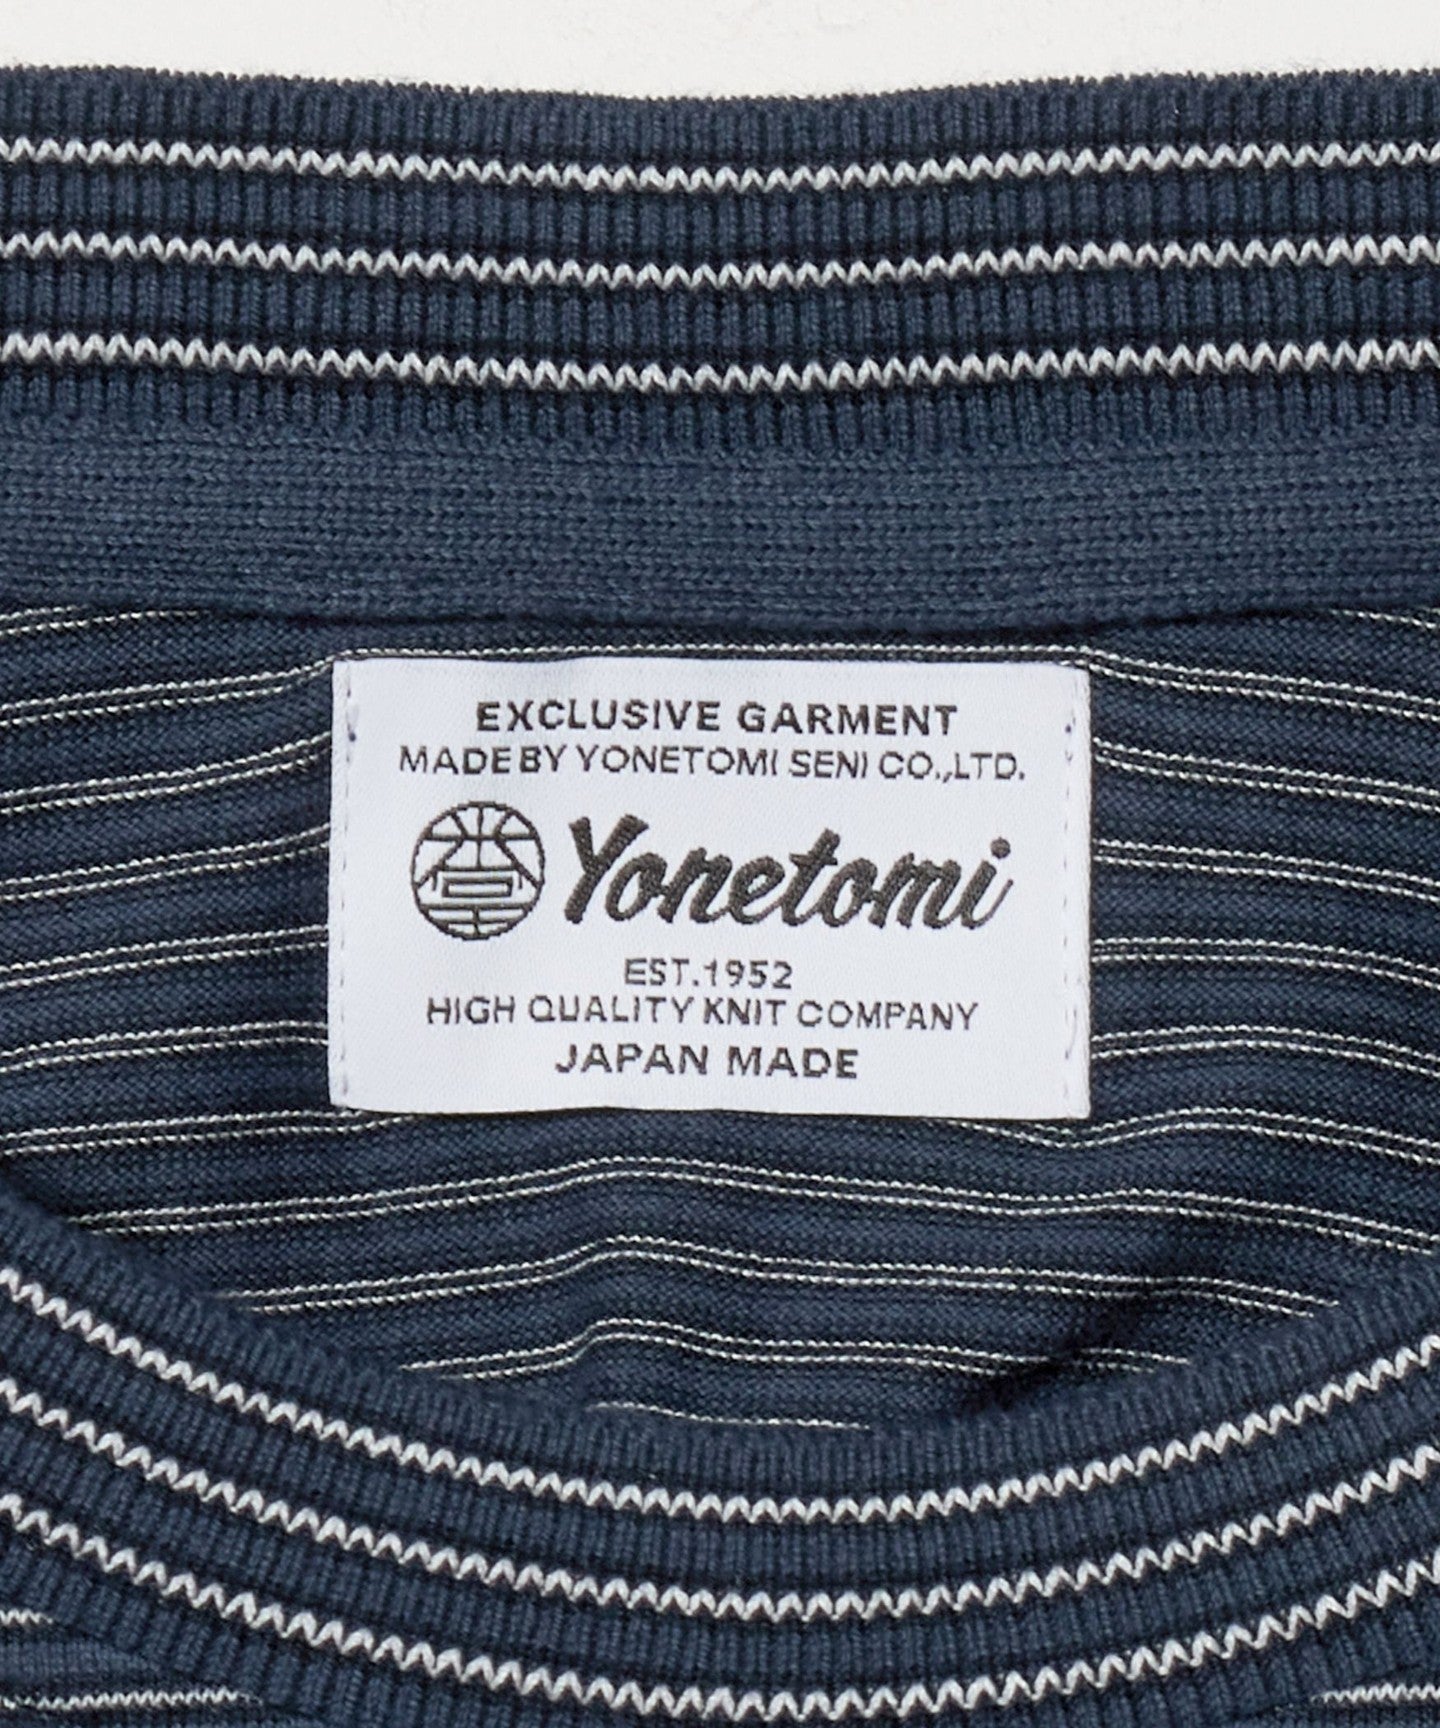 EXCLUSIVE GARMENT
MADE BY YONETOMI SENI CO.,LTD.
Yonetomi
EST.1952
HIGH QUALITY KNIT COMPANY
JAPAN MADE